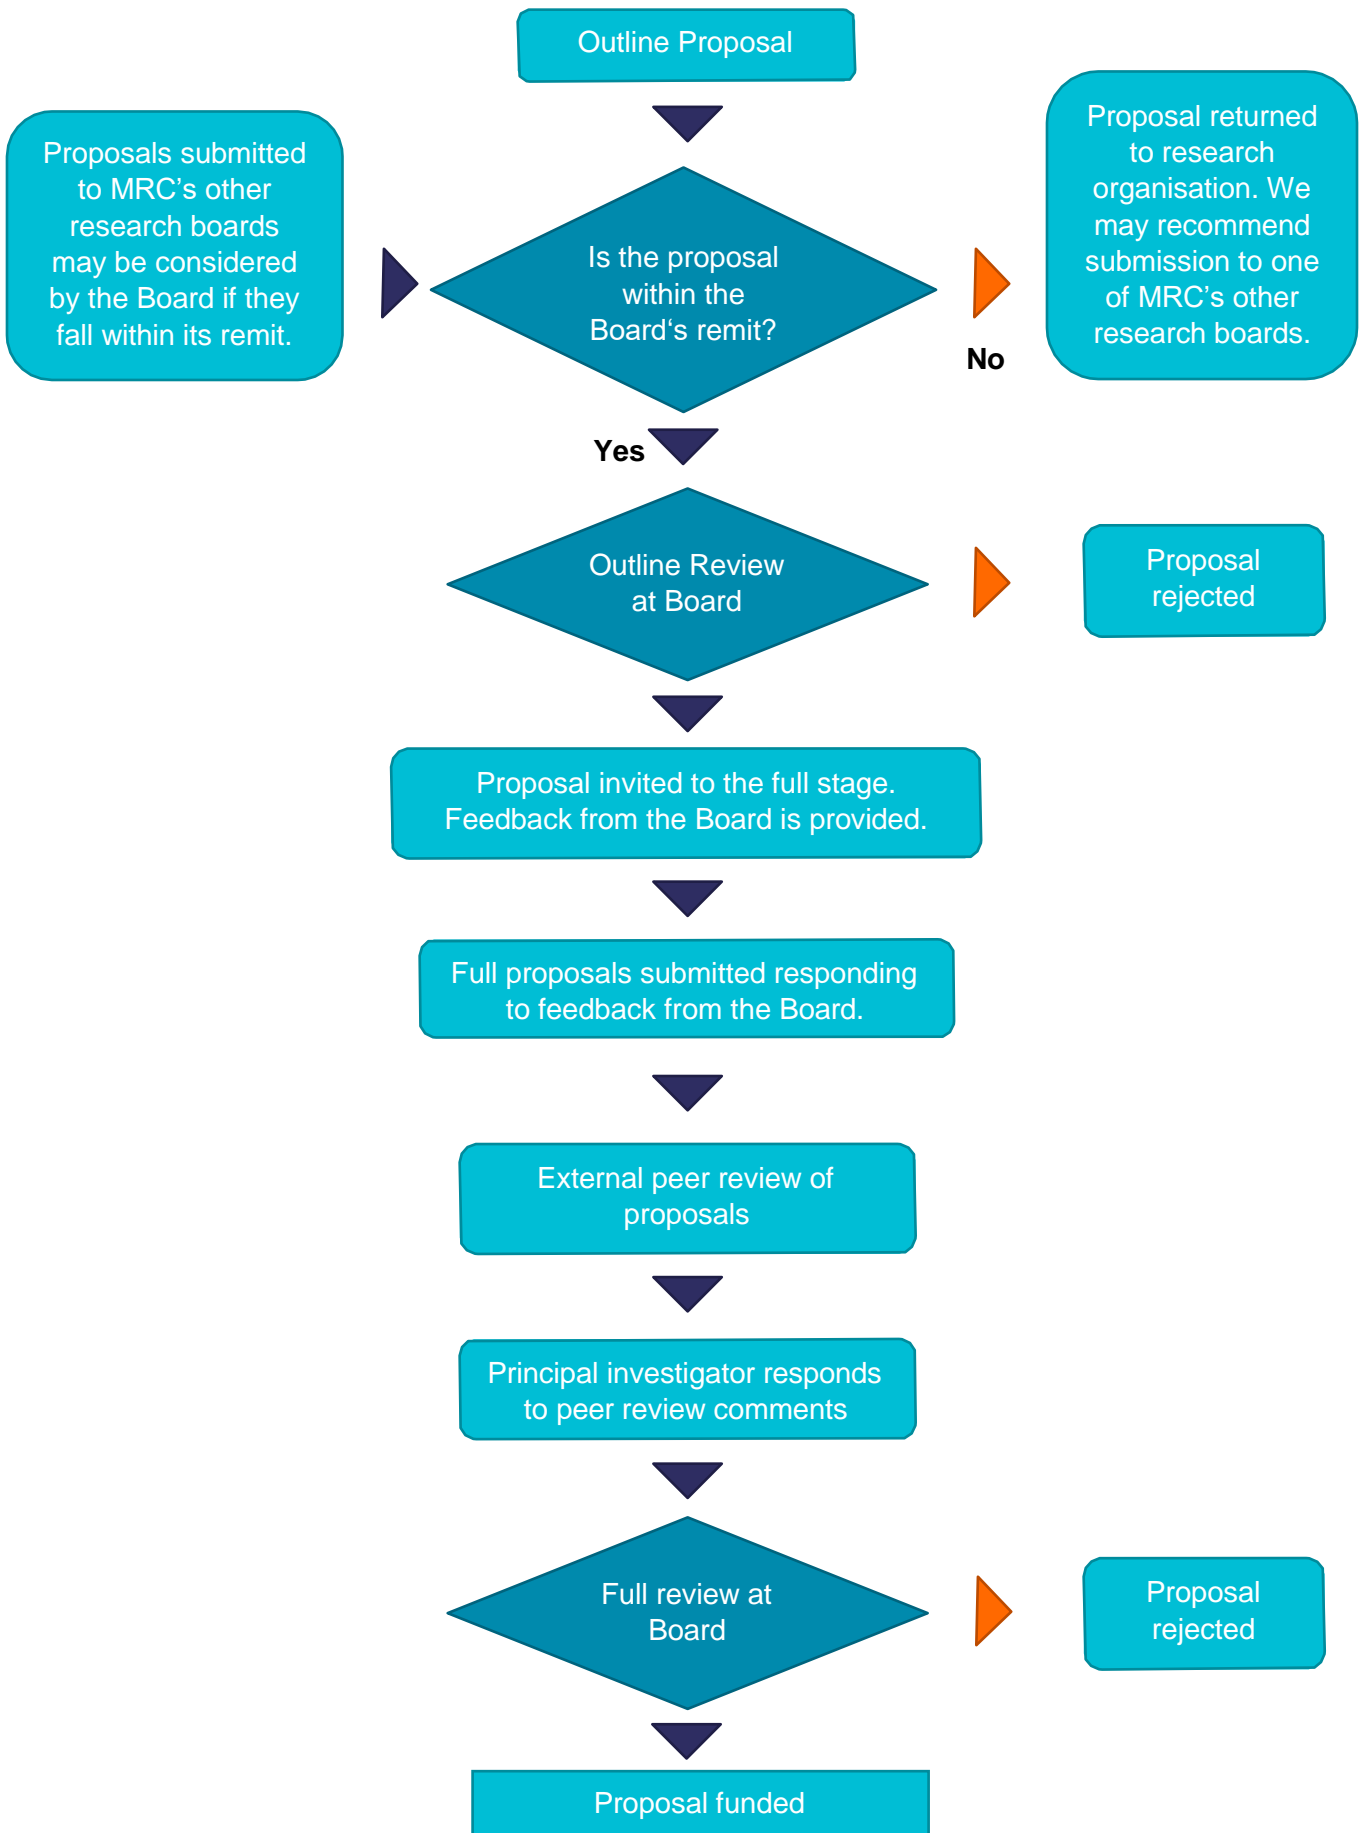 Outline Proposal
Proposals submitted
to MRC’s other
research boards
may be considered
by the Board if they
fall within its remit.
Is the proposal
within the
Board‘s remit?
No
Proposal returned
to research
organisation. We
may recommend
submission to one
of MRC’s other
research boards.
Yes
Outline Review
at Board
Proposal
rejected
Proposal invited to the full stage.
Feedback from the Board is provided.
Full proposals submitted responding
to feedback from the Board.
External peer review of
proposals
Principal investigator responds
to peer review comments
Full review at
Board
Proposal
rejected
Proposal funded